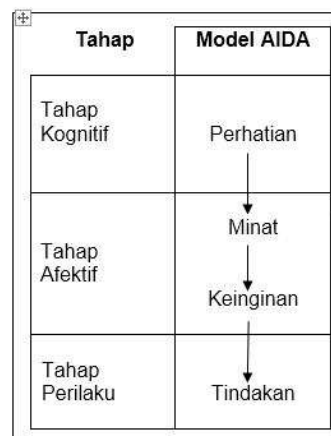 Tahap
Model AIDA
Tahap
Kognitif
Perhatian
Tahap
Afektif
Minat
Keinginan
Tahap
Perilaku
Tindakan